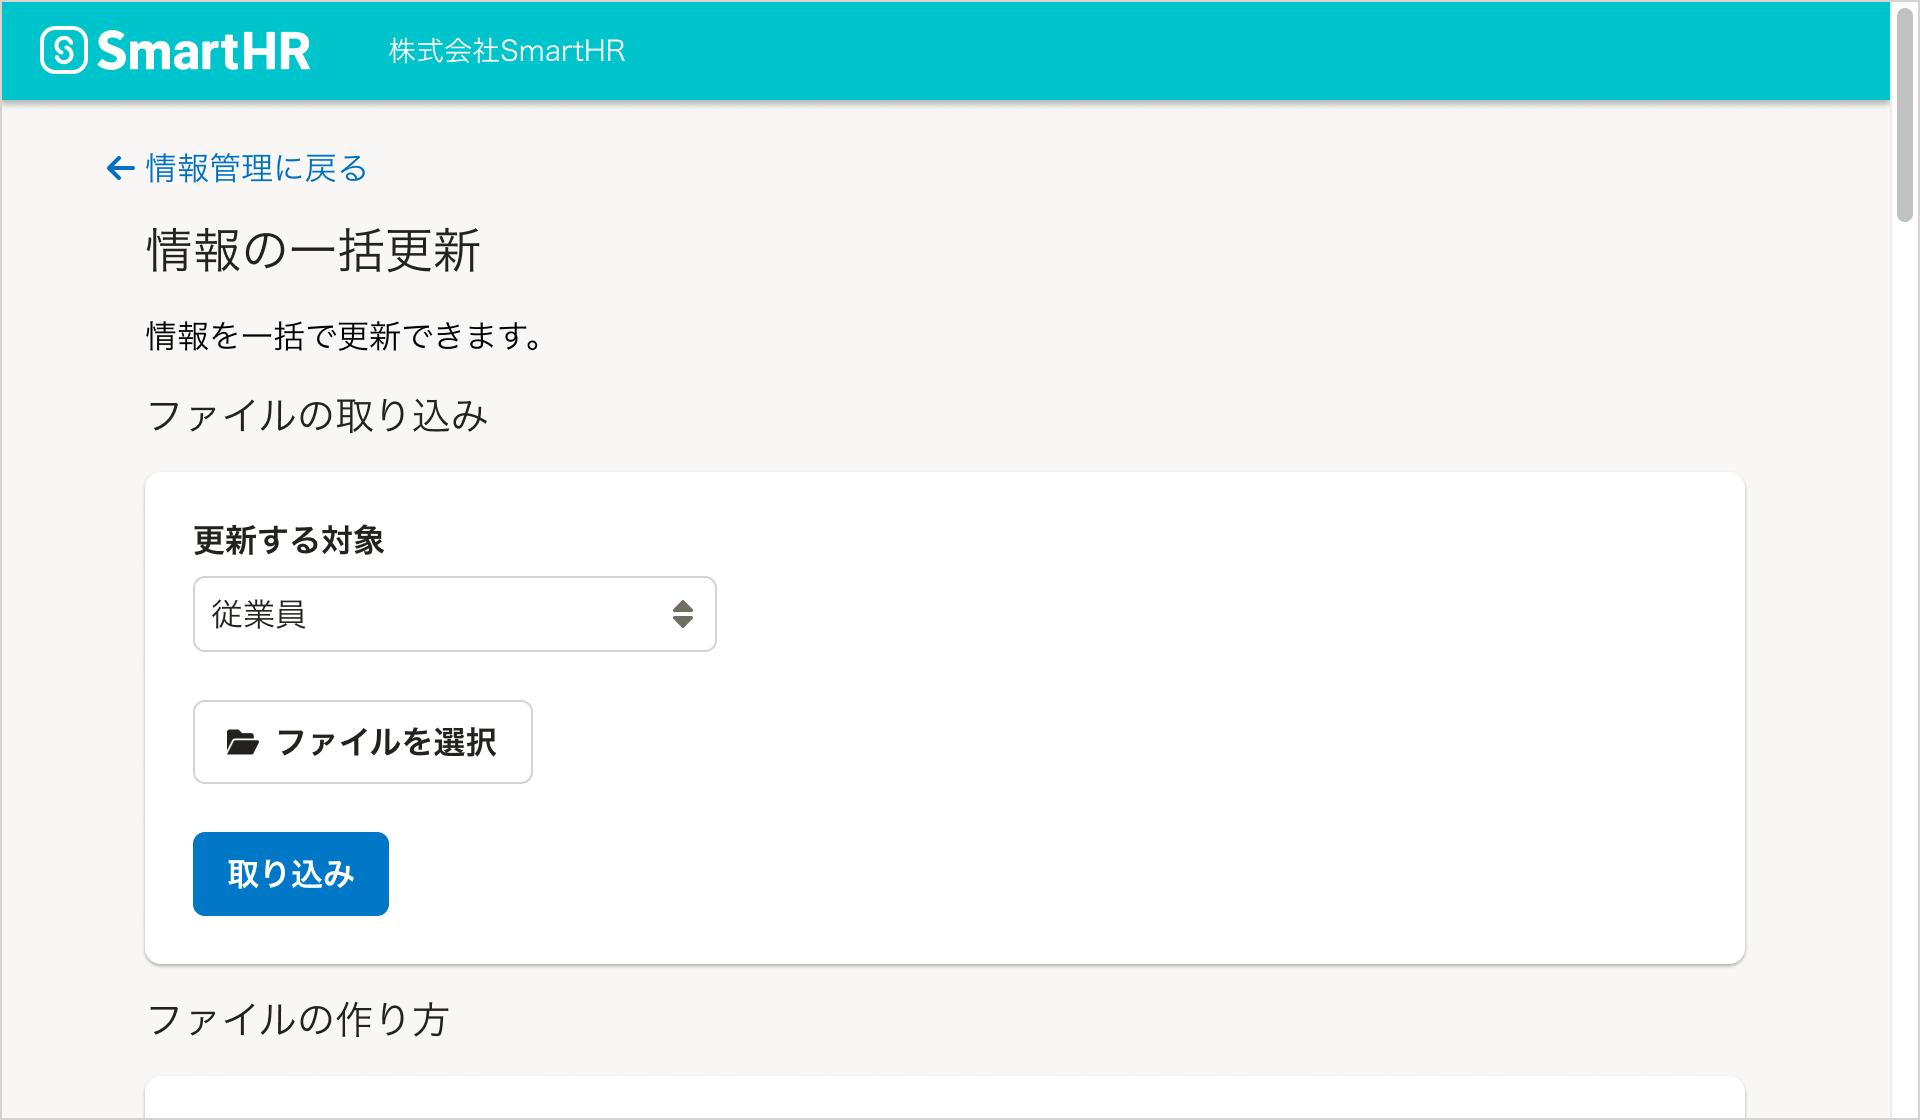 SmartHR 株式会社SmartHR
情報管理に戻る
情報の一括更新
情報を一括で更新できます。
ファイルの取り込み
更新する対象
従業員
ファイルを選択
取り込み
ファイルの作り方